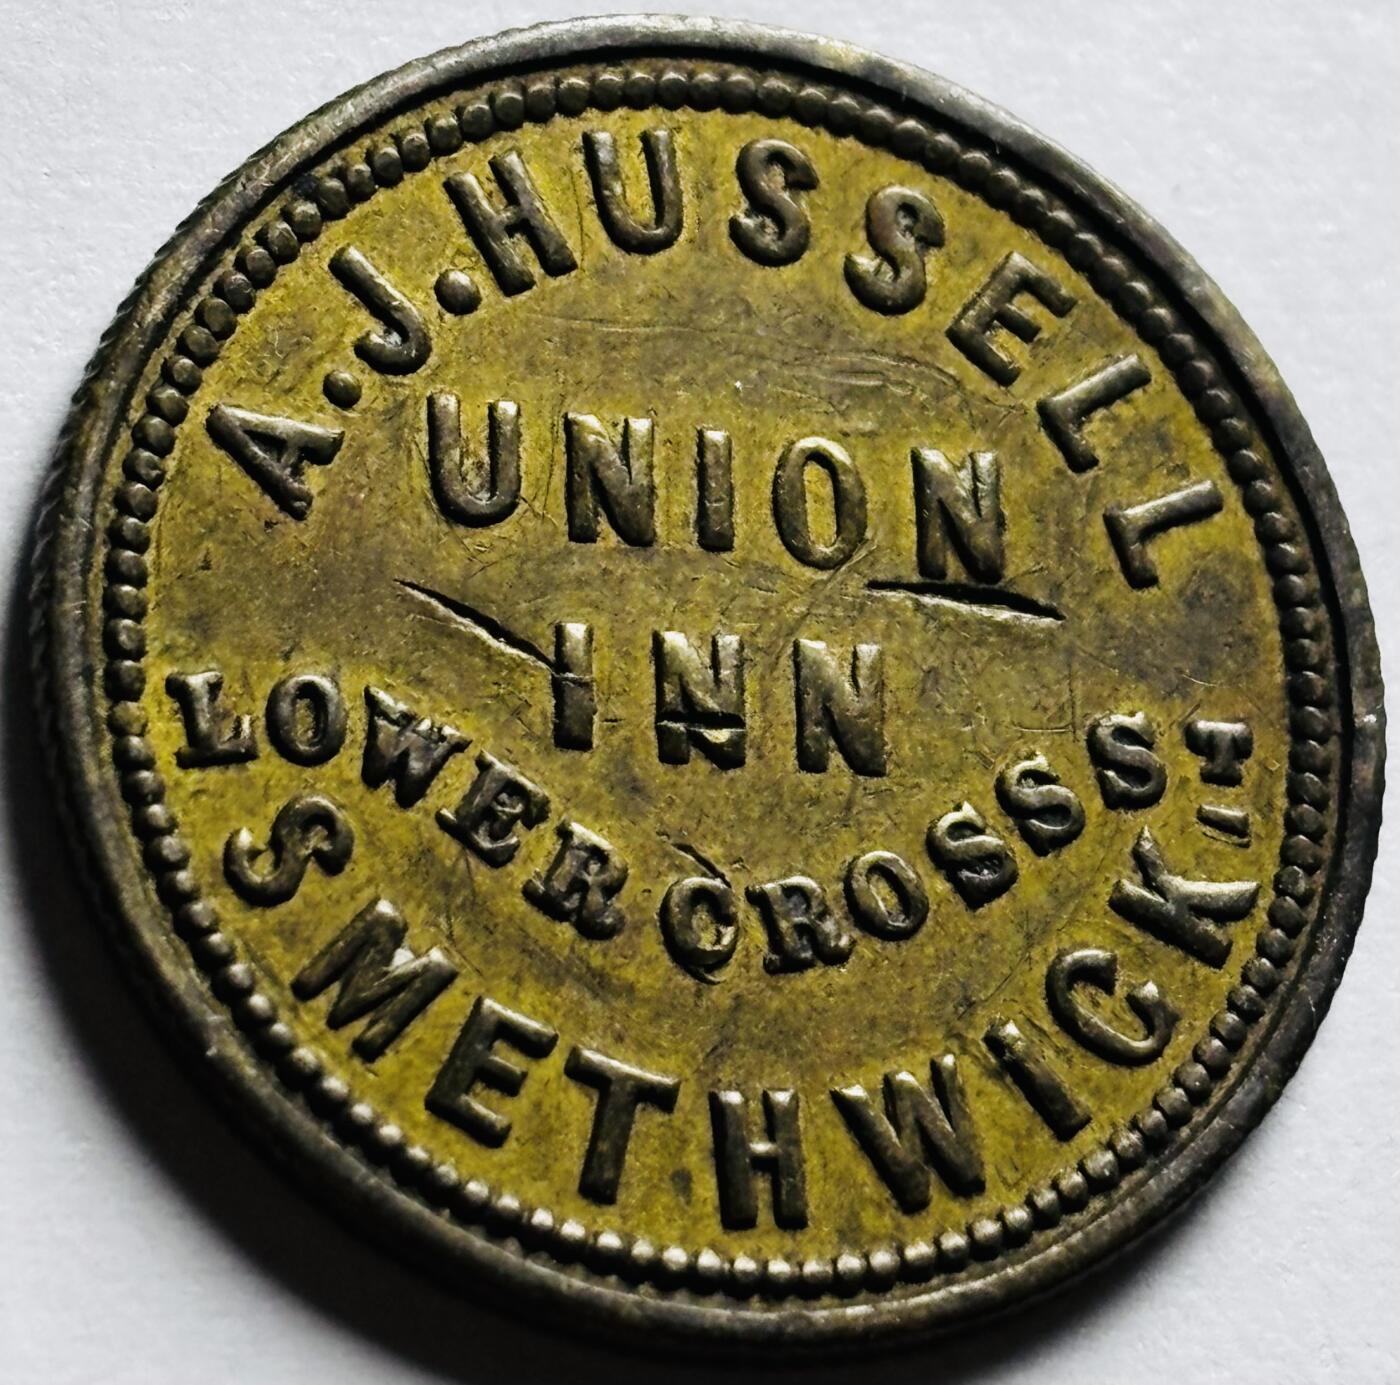 A.J.HUSSELL
UNION
INN
LOWER CROSS ST,
SMETHWICK